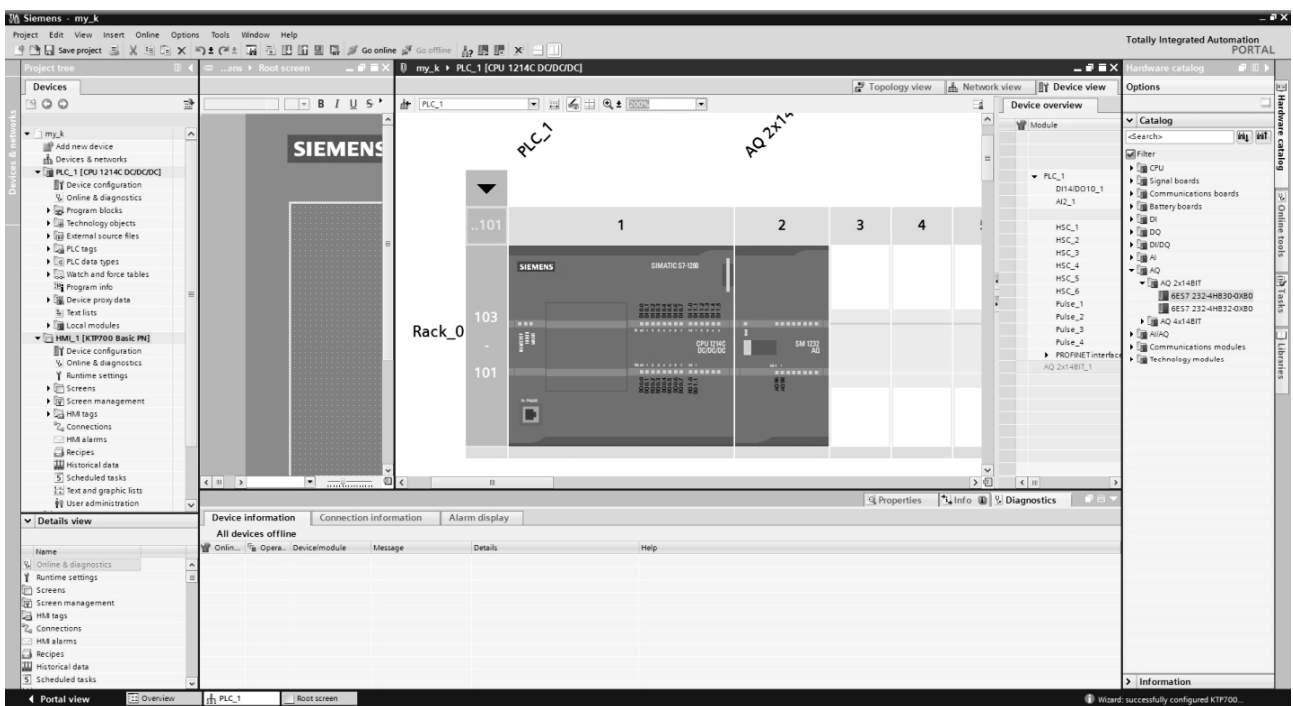 Siemens - my_k
Project Edit View Insert Online Options Tools Window Help
Save project Go online Go offline
Totally Integrated Automation
PORTAL
Project tree
...ans Root screen
my_k PLC_1 [CPU 1214C DC/DC/DC]
Hardware catalog
Devices
Topology view Network view Device view
Options
B I U S
PLC_1
200%
Device overview
Devices & networks
my_k
Add new device
Devices & networks
PLC_1 [CPU 1214C DC/DC/DC]
Device configuration
Online & diagnostics
Program blocks
Technology objects
External source files
PLC tags
PLC data types
Watch and force tables
Program info
Device proxy data
Text lists
Local modules
HMI_1 [KTP700 Basic PN]
Device configuration
Online & diagnostics
Runtime settings
Screens
Screen management
HMI tags
Connections
HMI alarms
Recipes
Historical data
Scheduled tasks
Text and graphic lists
User administration
SIEMENS
PLC_1
AQ 2x14
..101 1 2 3 4
SIEMENS SIMATIC S7-1200
103
-
101
Rack_0
CPU 1214C
DC/DC/DC
SM 1232
AQ
Module
PLC_1
DI14/DO10_1
AI2_1
HSC_1
HSC_2
HSC_3
HSC_4
HSC_5
HSC_6
Pulse_1
Pulse_2
Pulse_3
Pulse_4
PROFINET interface
AQ 2x14BIT_1
Catalog
<Search>
Filter
CPU
Signal boards
Communications boards
Battery boards
DI
DQ
DI/DQ
AI
AQ
AQ 2x14BIT
6ES7 232-4HB30-0XB0
6ES7 232-4HB32-0XB0
AQ 4x14BIT
AI/AQ
Communications modules
Technology modules
Hardware catalog
Online tools
Tasks
Libraries
Properties Info Diagnostics
Details view
Name
Online & diagnostics
Runtime settings
Screens
Screen management
HMI tags
Connections
HMI alarms
Recipes
Historical data
Scheduled tasks
Device information Connection information Alarm display
All devices offline
Onlin... Opera.. Device/module Message Details Help
Information
Portal view Overview PLC_1 Root screen
Wizard: successfully configured KTP700...